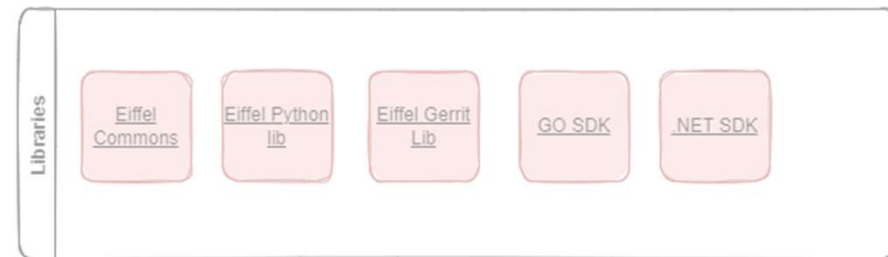 Libraries
Eiffel
Commons
Eiffel Python
lib
Eiffel Gerrit
Lib
GO SDK
.NET SDK